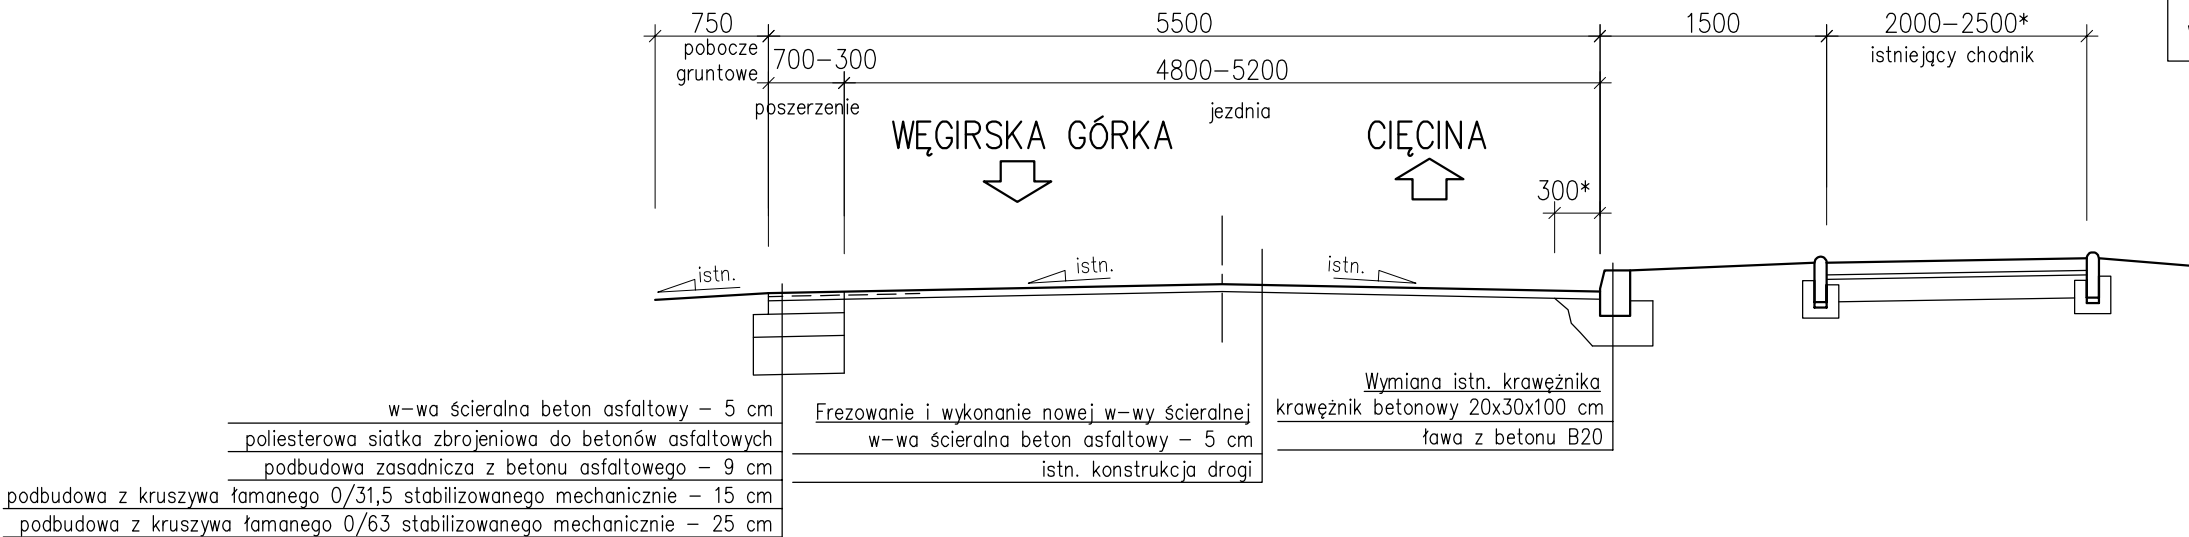 750
5500
1500
2000-2500*
pobocze
gruntowe
700-300
4800-5200
istniejący chodnik
poszerzenie
jezdnia
WĘGIRSKA GÓRKA
CIĘCINA
300*
istn.
istn.
istn.
w-wa ścieralna beton asfaltowy - 5 cm
poliesterowa siatka zbrojeniowa do betonów asfaltowych
podbudowa zasadnicza z betonu asfaltowego - 9 cm
podbudowa z kruszywa łamanego 0/31,5 stabilizowanego mechanicznie - 15 cm
podbudowa z kruszywa łamanego 0/63 stabilizowanego mechanicznie - 25 cm
Frezowanie i wykonanie nowej w-wy ścieralnej
w-wa ścieralna beton asfaltowy - 5 cm
istn. konstrukcja drogi
Wymiana istn. krawężnika
krawężnik betonowy 20x30x100 cm
ława z betonu B20